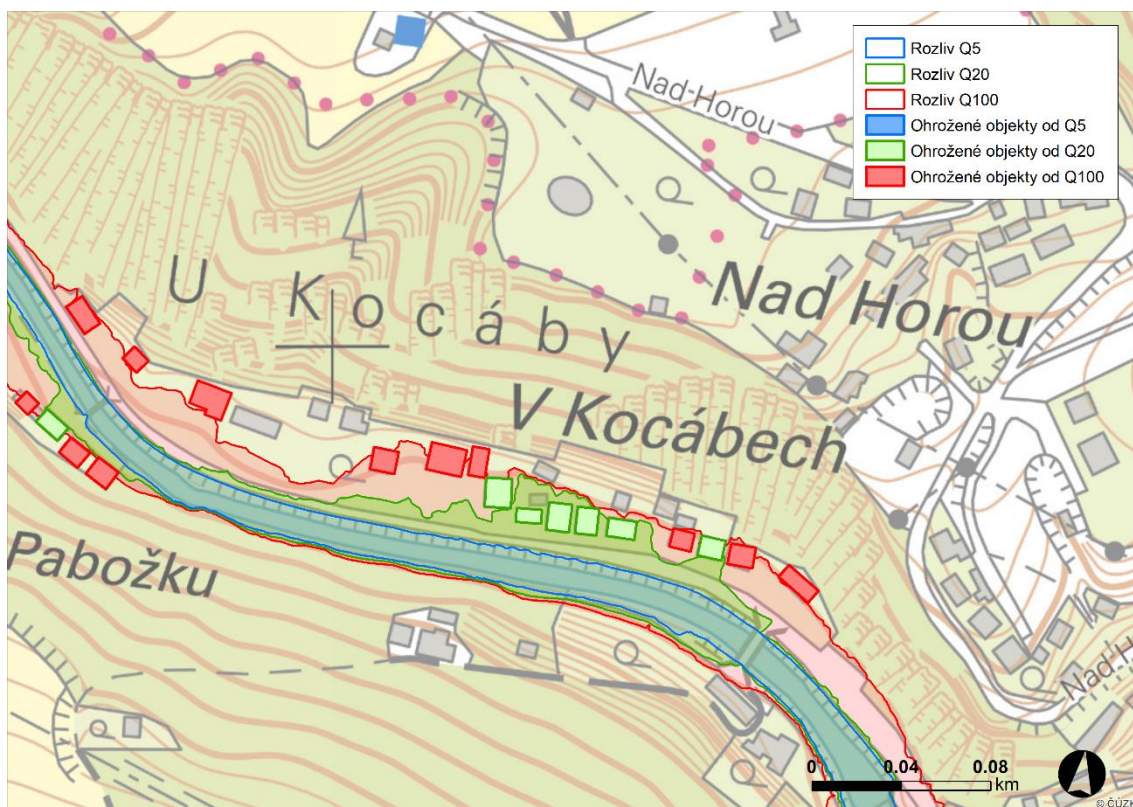 Rozliv Q5
Rozliv Q20
Rozliv Q100
Ohrožené objekty od Q5
Ohrožené objekty od Q20
Ohrožené objekty od Q100
Nad-Horou
U Kocáby
Nad Horou
V Kocábech
Pabožku
Nad-H
0 0.04 0.08
km
© ČÚZK